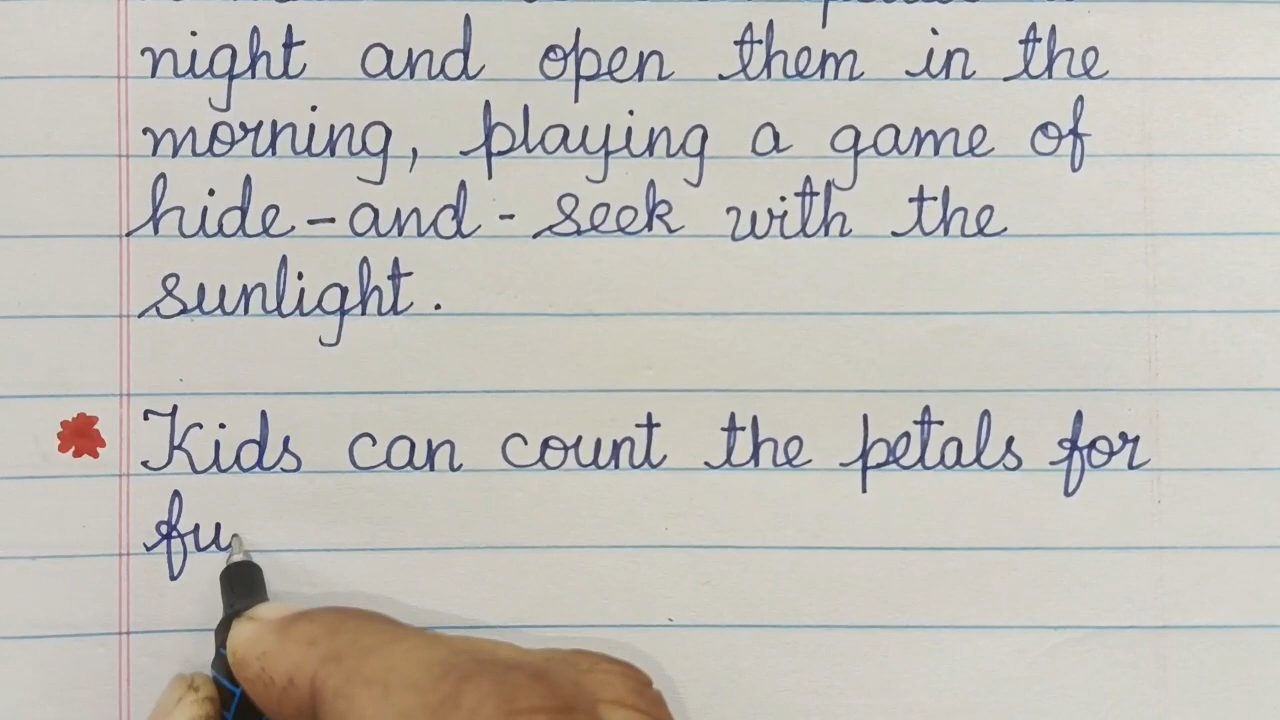 night and open them in the
morning, playing a game of
hide-and-seek with the
sunlight.
Kids can count the petals for
fu